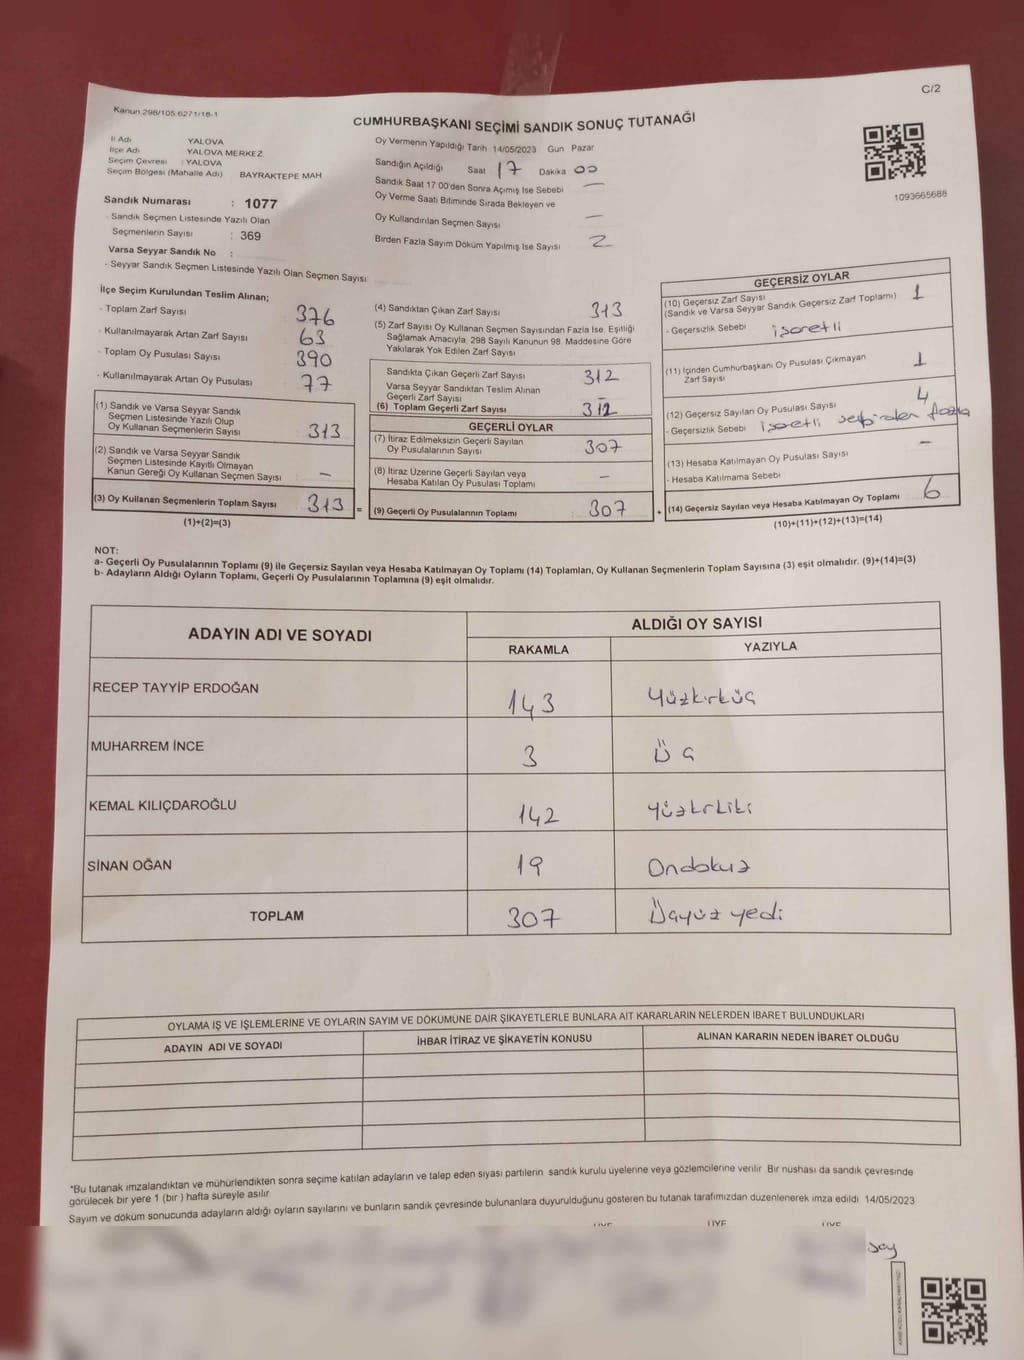 C/2
Kanun 298/105 6271/18-1
CUMHURBAŞKANI SEÇİMİ SANDIK SONUÇ TUTANAĞI
İl Adı YALOVA
İlçe Adı YALOVA MERKEZ
Seçim Çevresi : YALOVA
Seçim Bölgesi (Mahalle Adı) BAYRAKTEPE MAH
Sandık Numarası : 1077
- Sandık Seçmen Listesinde Yazılı Olan
Seçmenlerin Sayısı : 369
Varsa Seyyar Sandık No :
- Seyyar Sandık Seçmen Listesinde Yazılı Olan Seçmen Sayısı
Oy Vermenin Yapıldığı Tarih 14/05/2023 Gün Pazar
Sandığın Açıldığı Saat 17 Dakika 00
Sandık Saat 17.00'den Sonra Açımış İse Sebebi —
Oy Verme Saati Bitiminde Sırada Bekleyen ve
Oy Kullandırılan Seçmen Sayısı —
Birden Fazla Sayım Döküm Yapılmış İse Sayısı 2
1093665688
İlçe Seçim Kurulundan Teslim Alınan;
- Toplam Zarf Sayısı 376
- Kullanılmayarak Artan Zarf Sayısı 63
- Toplam Oy Pusulası Sayısı 390
- Kullanılmayarak Artan Oy Pusulası 77
(1) Sandık ve Varsa Seyyar Sandık
Seçmen Listesinde Yazılı Olup
Oy Kullanan Seçmenlerin Sayısı 313
(2) Sandık ve Varsa Seyyar Sandık
Seçmen Listesinde Kayıtlı Olmayan
Kanun Gereği Oy Kullanan Seçmen Sayısı —
(3) Oy Kullanan Seçmenlerin Toplam Sayısı 313 =
(1)+(2)=(3)
(4) Sandıktan Çıkan Zarf Sayısı 313
(5) Zarf Sayısı Oy Kullanan Seçmen Sayısından Fazla İse, Eşitliği
Sağlamak Amacıyla, 298 Sayılı Kanunun 98. Maddesine Göre
Yakılarak Yok Edilen Zarf Sayısı
Sandıkta Çıkan Geçerli Zarf Sayısı 312
Varsa Seyyar Sandıktan Teslim Alınan
Geçerli Zarf Sayısı —
(6) Toplam Geçerli Zarf Sayısı 312
GEÇERLİ OYLAR
(7) İtiraz Edilmeksizin Geçerli Sayılan
Oy Pusulalarının Sayısı 307
(8) İtiraz Üzerine Geçerli Sayılan veya
Hesaba Katılan Oy Pusulası Toplamı —
(9) Geçerli Oy Pusulalarının Toplamı 307 +
GEÇERSİZ OYLAR
(10) Geçersiz Zarf Sayısı
(Sandık ve Varsa Seyyar Sandık Geçersiz Zarf Toplamı) 1
- Geçersizlik Sebebi işaretli
(11) İçinden Cumhurbaşkanı Oy Pusulası Çıkmayan
Zarf Sayısı 1
(12) Geçersiz Sayılan Oy Pusulası Sayısı 4
- Geçersizlik Sebebi işaretli fazla
(13) Hesaba Katılmayan Oy Pusulası Sayısı —
- Hesaba Katılmama Sebebi
(14) Geçersiz Sayılan veya Hesaba Katılmayan Oy Toplamı 6
(10)+(11)+(12)+(13)=(14)
NOT:
a- Geçerli Oy Pusulalarının Toplamı (9) ile Geçersiz Sayılan veya Hesaba Katılmayan Oy Toplamı (14) Toplamları, Oy Kullanan Seçmenlerin Toplam Sayısına (3) eşit olmalıdır. (9)+(14)=(3)
b- Adayların Aldığı Oyların Toplamı, Geçerli Oy Pusulalarının Toplamına (9) eşit olmalıdır.
ADAYIN ADI VE SOYADI
ALDIĞI OY SAYISI
RAKAMLA YAZIYLA
RECEP TAYYİP ERDOĞAN 143 Yüzkırküç
MUHARREM İNCE 3 Üç
KEMAL KILIÇDAROĞLU 142 Yüzkrkiki
SİNAN OĞAN 19 Ondokuz
TOPLAM 307 Üçyüz yedi
OYLAMA İŞ VE İŞLEMLERİNE VE OYLARIN SAYIM VE DÖKÜMÜNE DAİR ŞİKAYETLERLE BUNLARA AİT KARARLARIN NELERDEN İBARET BULUNDUKLARI
ADAYIN ADI VE SOYADI İHBAR İTİRAZ VE ŞİKAYETİN KONUSU ALINAN KARARIN NEDEN İBARET OLDUĞU
*Bu tutanak imzalandıktan ve mühürlendikten sonra seçime katılan adayların ve talep eden siyasi partilerin sandık kurulu üyelerine veya gözlemcilerine verilir. Bir nüshası da sandık çevresinde
görülecek bir yere 1 (bir) hafta süreyle asılır
Sayım ve döküm sonucunda adayların aldığı oyların sayılarını ve bunların sandık çevresinde bulunanlara duyurulduğunu gösteren bu tutanak tarafımızdan düzenlenerek imza edildi 14/05/2023
ÜYE ÜYE ÜYE